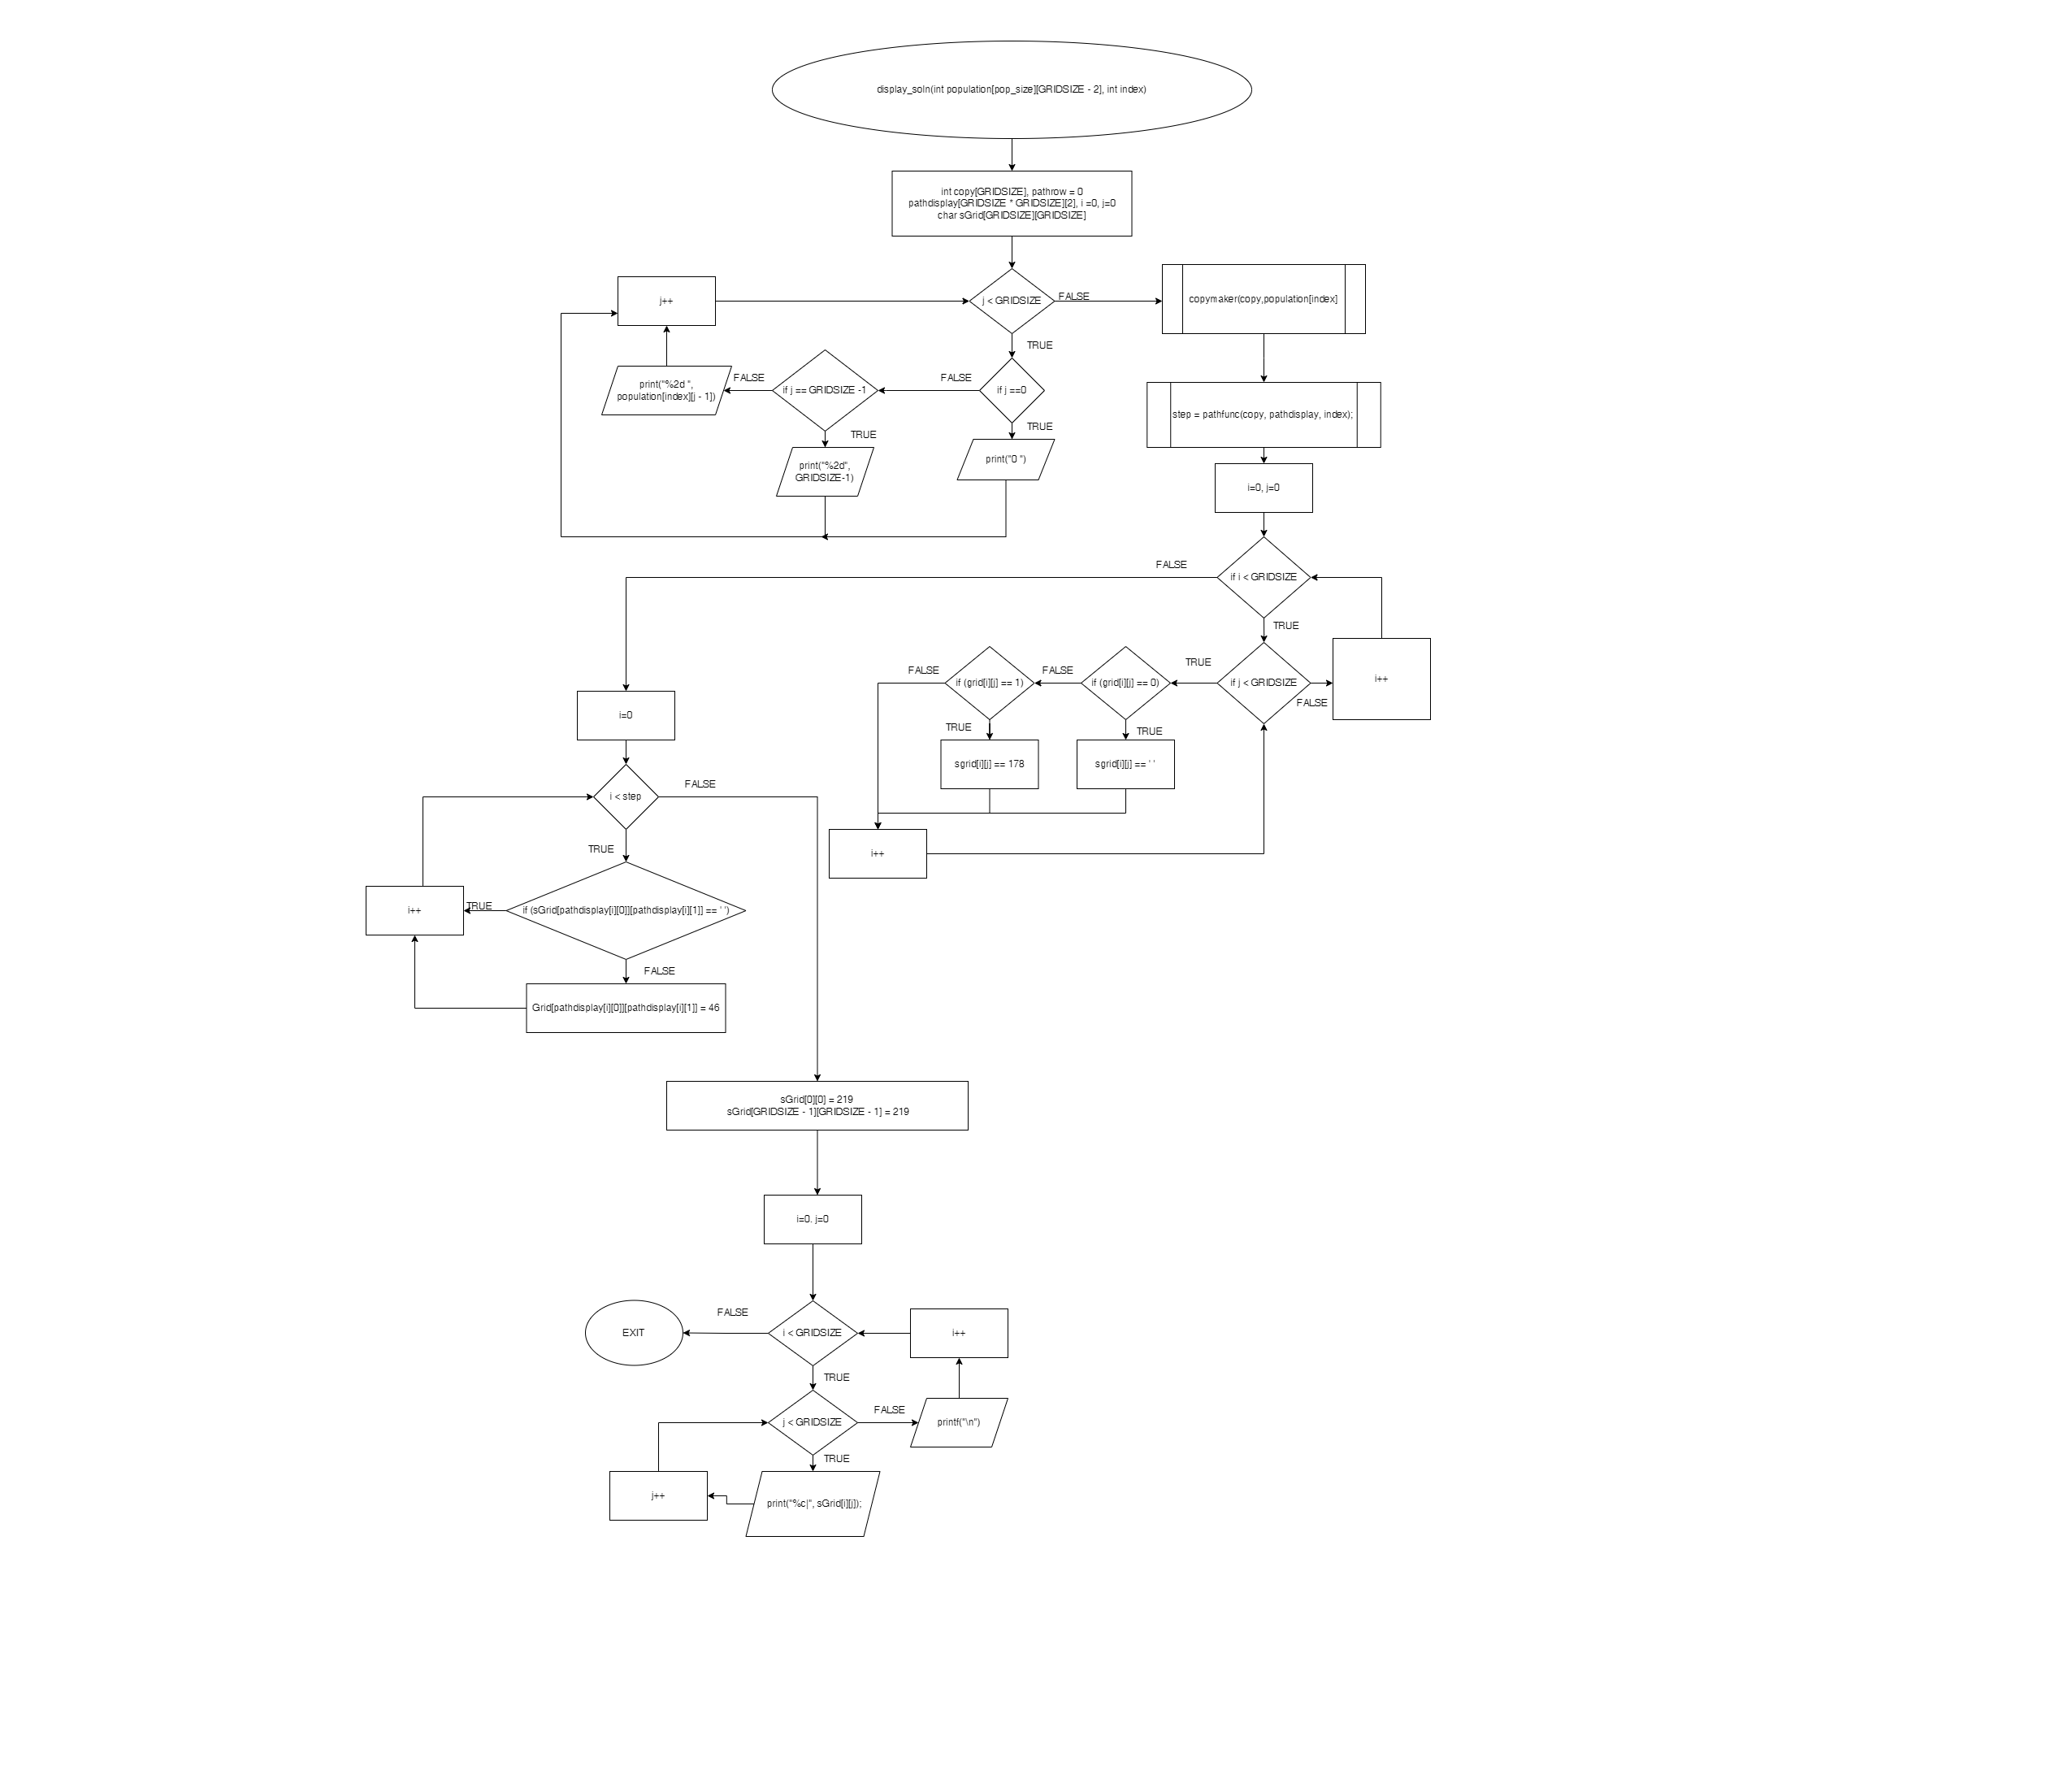 display_soln(int population[pop_size][GRIDSIZE - 2], int index)
int copy[GRIDSIZE], pathrow = 0
pathdisplay[GRIDSIZE * GRIDSIZE][2], i =0, j=0
char sGrid[GRIDSIZE][GRIDSIZE]
j++
j < GRIDSIZE
FALSE
copymaker(copy,population[index]
TRUE
print("%2d ",
population[index][j - 1])
FALSE
if j == GRIDSIZE -1
FALSE
if j ==0
TRUE
TRUE
print("%2d",
GRIDSIZE-1)
print("0 ")
step = pathfunc(copy, pathdisplay, index);
i=0, j=0
FALSE
if i < GRIDSIZE
TRUE
FALSE
if (grid[i][j] == 1)
FALSE
if (grid[i][j] == 0)
TRUE
if j < GRIDSIZE
FALSE
i++
TRUE
TRUE
sgrid[i][j] == 178
sgrid[i][j] == ' '
i++
i=0
i < step
FALSE
TRUE
i++
TRUE
if (sGrid[pathdisplay[i][0]][pathdisplay[i][1]] == ' ')
FALSE
Grid[pathdisplay[i][0]][pathdisplay[i][1]] = 46
sGrid[0][0] = 219
sGrid[GRIDSIZE - 1][GRIDSIZE - 1] = 219
i=0. j=0
EXIT
FALSE
i < GRIDSIZE
i++
TRUE
j < GRIDSIZE
FALSE
printf("\n")
TRUE
j++
print("%c|", sGrid[i][j]);